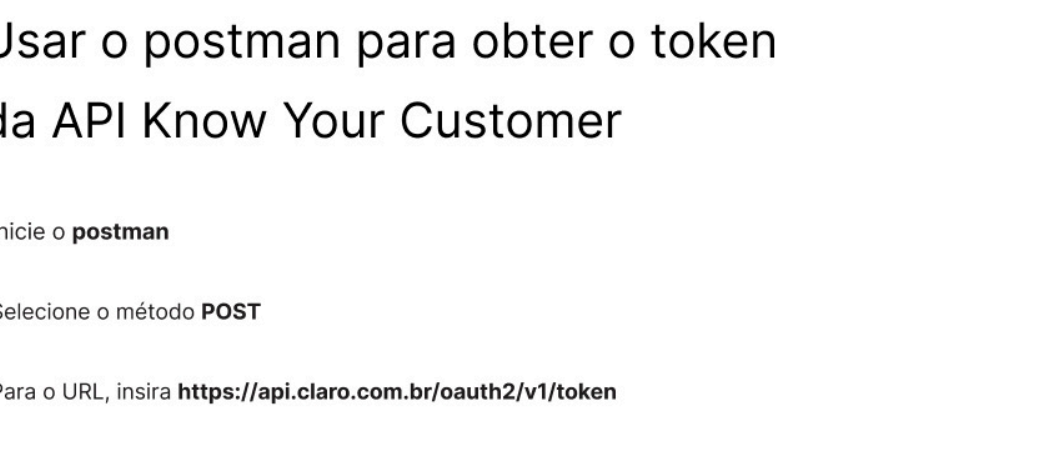 Usar o postman para obter o token
da API Know Your Customer
Inicie o postman
Selecione o método POST
Para o URL, insira https://api.claro.com.br/oauth2/v1/token